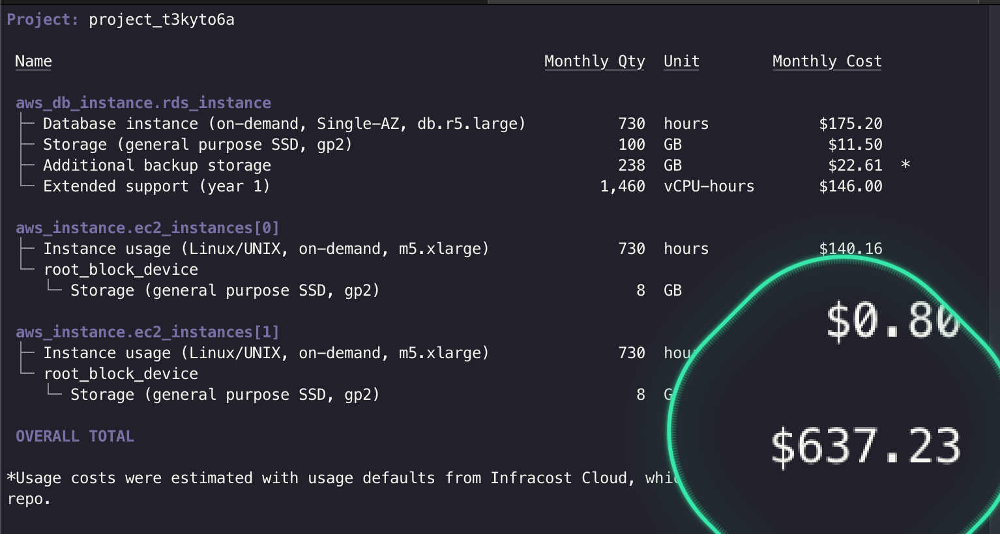 Project: project_t3kyto6a
Name Monthly Qty Unit Monthly Cost
aws_db_instance.rds_instance
Database instance (on-demand, Single-AZ, db.r5.large) 730 hours $175.20
Storage (general purpose SSD, gp2) 100 GB $11.50
Additional backup storage 238 GB $22.61 *
Extended support (year 1) 1,460 vCPU-hours $146.00
aws_instance.ec2_instances[0]
Instance usage (Linux/UNIX, on-demand, m5.xlarge) 730 hours $140.16
root_block_device
Storage (general purpose SSD, gp2) 8 GB
$0.80
aws_instance.ec2_instances[1]
Instance usage (Linux/UNIX, on-demand, m5.xlarge) 730
root_block_device
Storage (general purpose SSD, gp2) 8
OVERALL TOTAL $637.23
*Usage costs were estimated with usage defaults from Infracost Cloud,
repo.